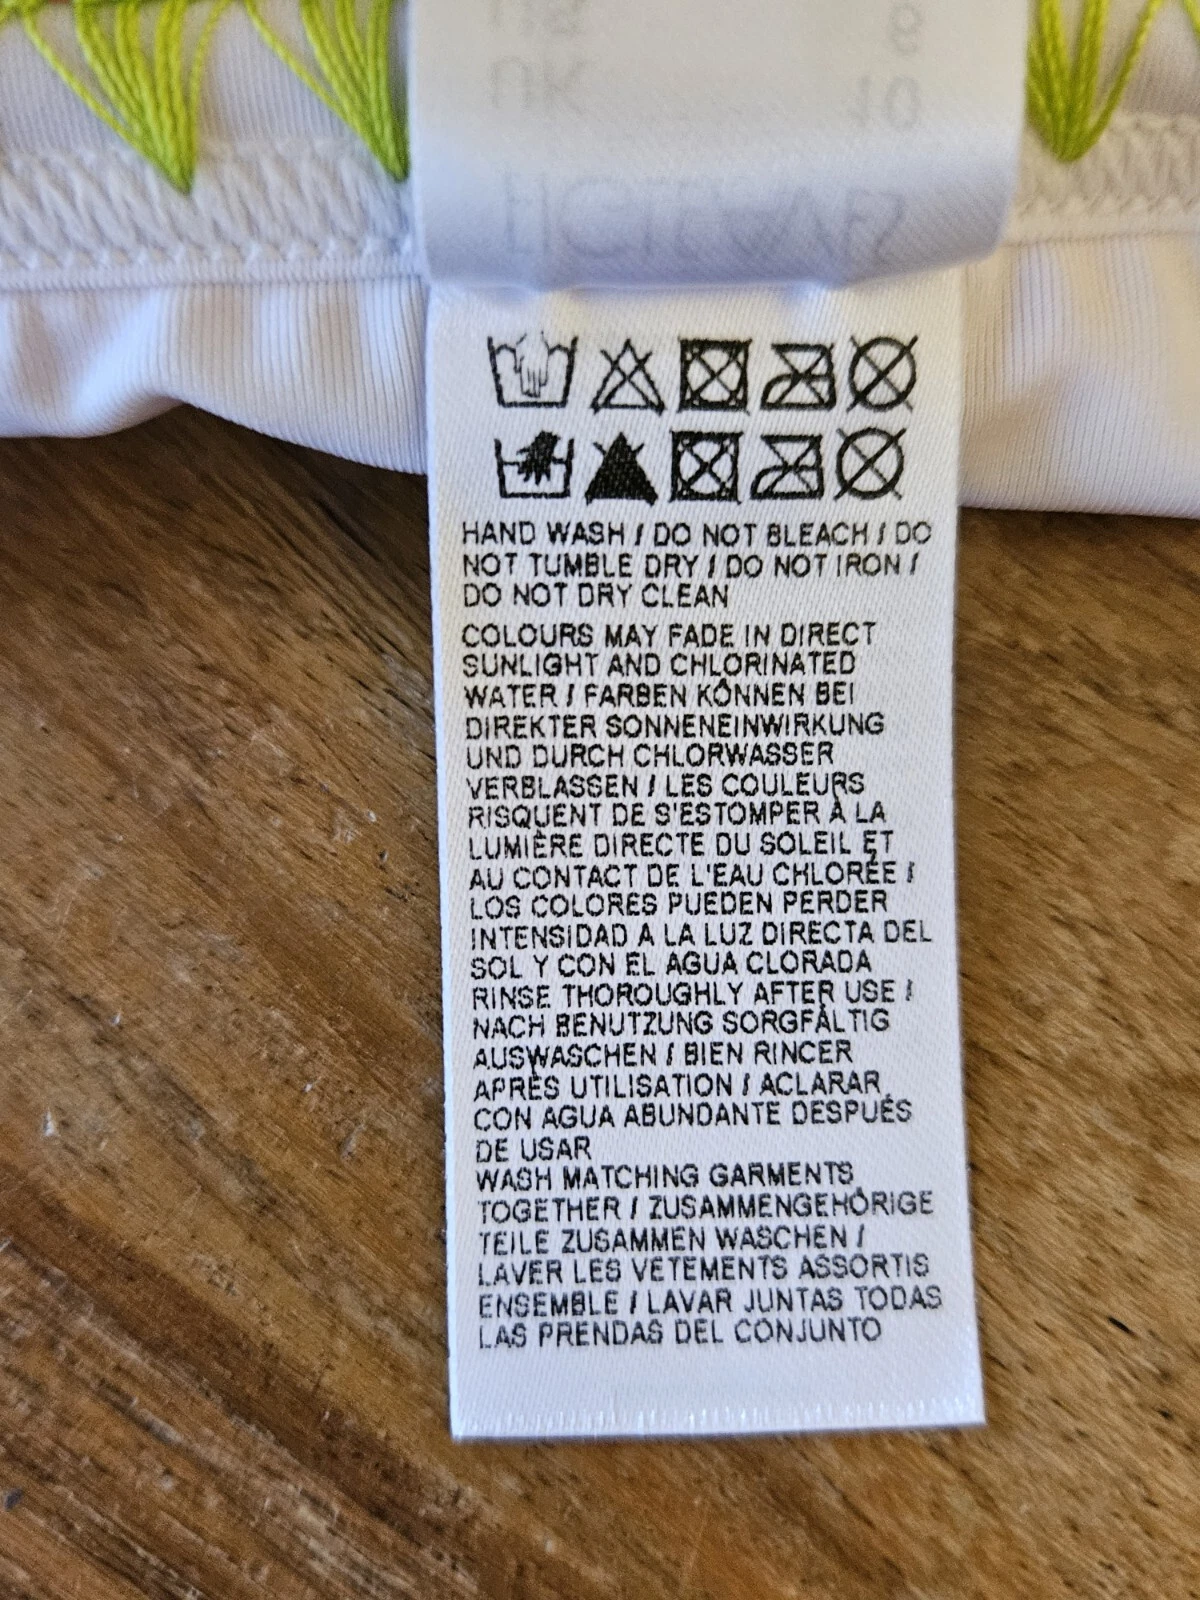 HAND WASH / DO NOT BLEACH / DO
NOT TUMBLE DRY / DO NOT IRON /
DO NOT DRY CLEAN
COLOURS MAY FADE IN DIRECT
SUNLIGHT AND CHLORINATED
WATER / FARBEN KÖNNEN BEI
DIREKTER SONNENEINWIRKUNG
UND DURCH CHLORWASSER
VERBLASSEN / LES COULEURS
RISQUENT DE S'ESTOMPER À LA
LUMIÈRE DIRECTE DU SOLEIL ET
AU CONTACT DE L'EAU CHLORÉE /
LOS COLORES PUEDEN PERDER
INTENSIDAD A LA LUZ DIRECTA DEL
SOL Y CON EL AGUA CLORADA
RINSE THOROUGHLY AFTER USE /
NACH BENUTZUNG SORGFÄLTIG
AUSWASCHEN / BIEN RINCER
APRÈS UTILISATION / ACLARAR
CON AGUA ABUNDANTE DESPUÉS
DE USAR
WASH MATCHING GARMENTS
TOGETHER / ZUSAMMENGEHÖRIGE
TEILE ZUSAMMEN WASCHEN /
LAVER LES VETEMENTS ASSORTIS
ENSEMBLE / LAVAR JUNTAS TODAS
LAS PRENDAS DEL CONJUNTO